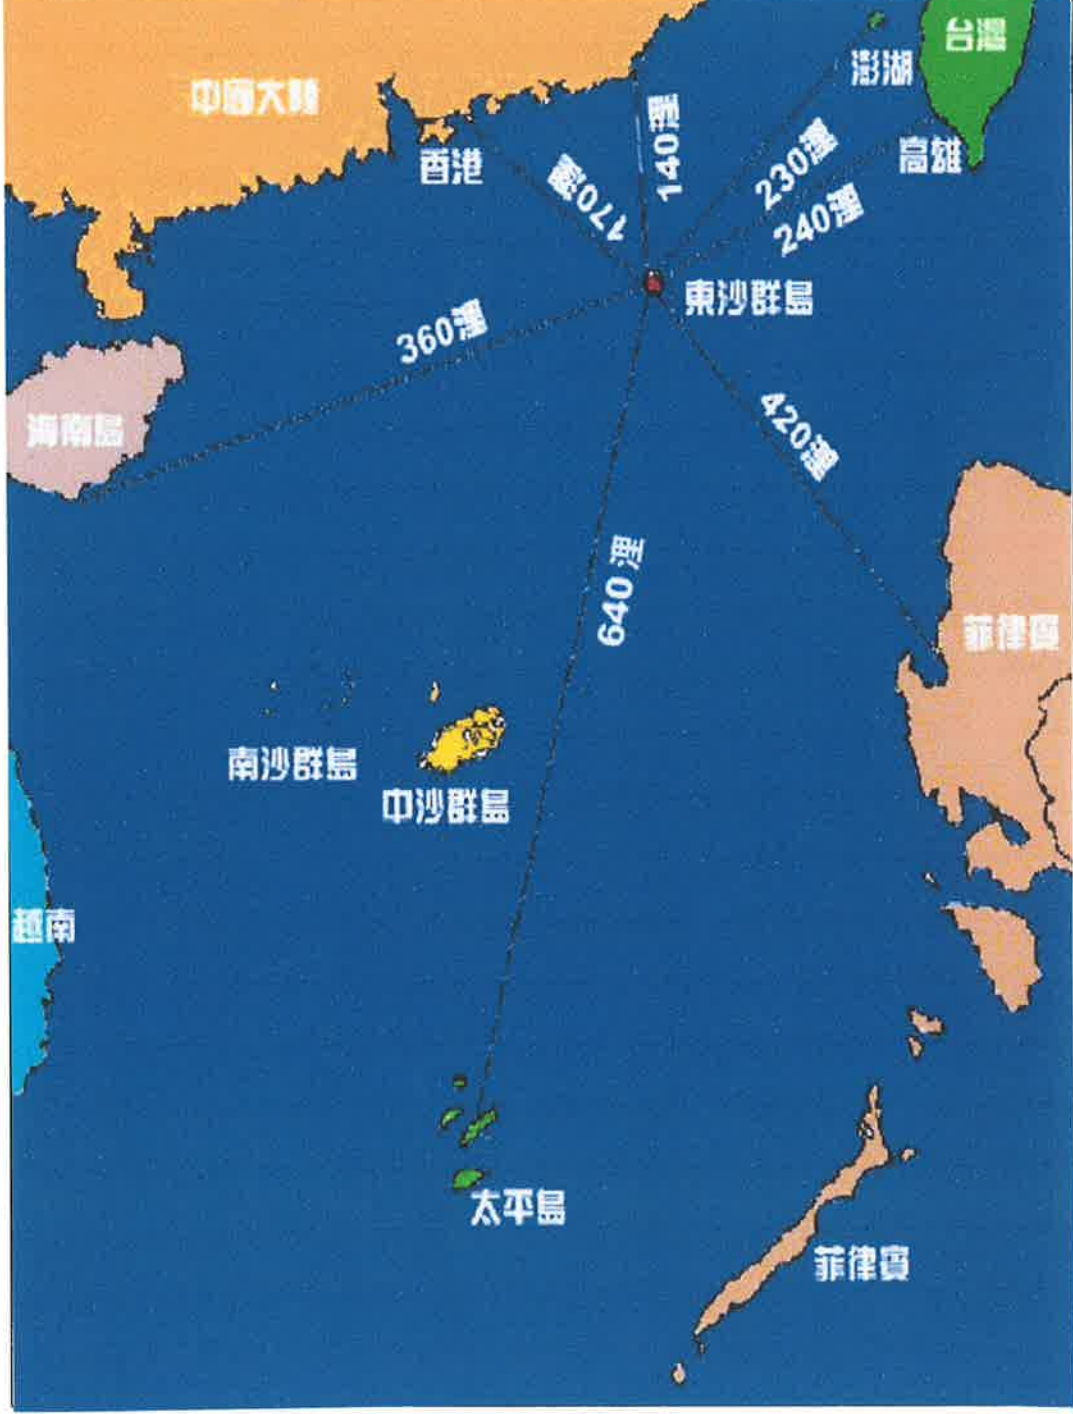 台灣
中國大陸
澎湖
香港
高雄
140浬
170浬
230浬
240浬
東沙群島
360浬
420浬
海南島
640浬
菲律賓
南沙群島
中沙群島
越南
太平島
菲律賓